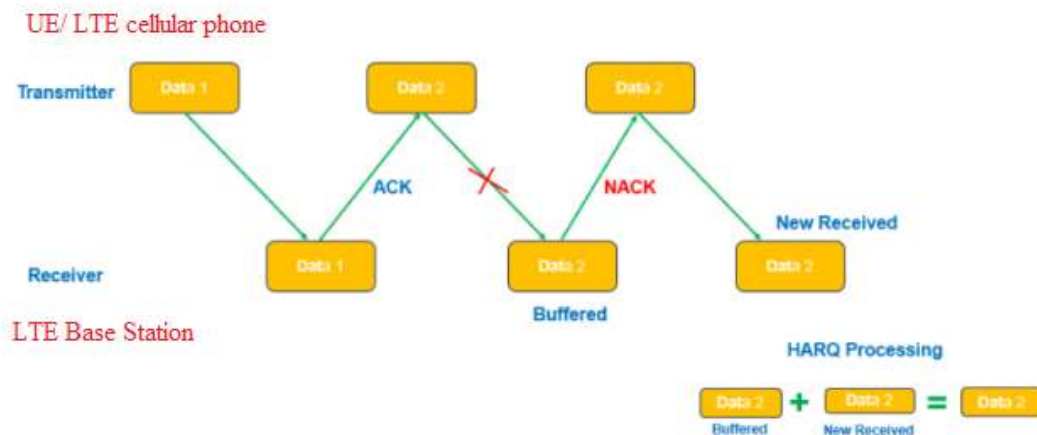 UE/ LTE cellular phone
Transmitter
Data 1
Data 2
Data 2
ACK
NACK
New Received
Receiver
Data 1
Data 2
Data 2
Buffered
LTE Base Station
HARQ Processing
Data 2 + Data 2 = Data 2
Buffered New Received